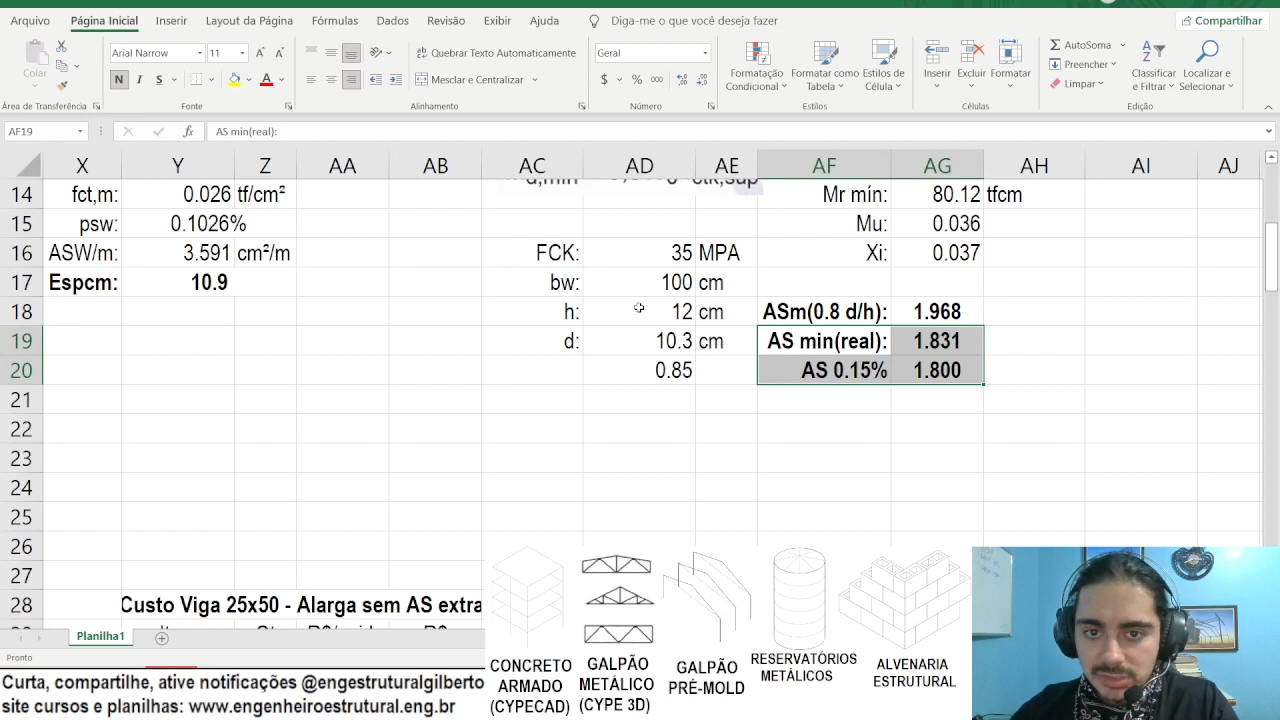 Arquivo Página Inicial Inserir Layout da Página Fórmulas Dados Revisão Exibir Ajuda Diga-me o que você deseja fazer Compartilhar
Colar
Arial Narrow 11
N I S
Quebrar Texto Automaticamente
Mesclar e Centralizar
Geral
$ % 000
Formatação Condicional
Formatar como Tabela
Estilos de Célula
Inserir Excluir Formatar
AutoSoma
Preencher
Limpar
Classificar e Filtrar
Localizar e Selecionar
Área de Transferência Fonte Alinhamento Número Estilos Células Edição
AF19 fx AS min(real):
X Y Z AA AB AC AD AE AF AG AH AI AJ
14 fct,m: 0.026 tf/cm² Mr mín: 80.12 tfcm
15 psw: 0.1026% Mu: 0.036
16 ASW/m: 3.591 cm²/m FCK: 35 MPA Xi: 0.037
17 Espcm: 10.9 bw: 100 cm
18 h: 12 cm ASm(0.8 d/h): 1.968
19 d: 10.3 cm AS min(real): 1.831
20 0.85 AS 0.15% 1.800
21
22
23
24
25
26
27
28 Custo Viga 25x50 - Alarga sem AS extra
Planilha1
Pronto
CONCRETO ARMADO (CYPECAD)
GALPÃO METÁLICO (CYPE 3D)
GALPÃO PRÉ-MOLD
RESERVATÓRIOS METÁLICOS
ALVENARIA ESTRUTURAL
Curta, compartilhe, ative notificações @engestruturalgilberto
site cursos e planilhas: www.engenheiroestrutural.eng.br